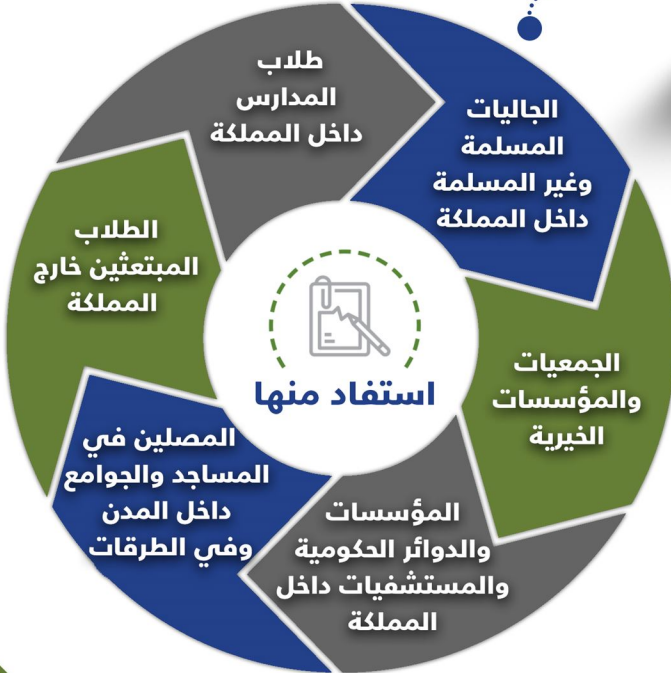 طلاب
المدارس
داخل المملكة
الجاليات
المسلمة
وغير المسلمة
داخل المملكة
الجمعيات
والمؤسسات
الخيرية
المؤسسات
والدوائر الحكومية
والمستشفيات داخل
المملكة
المصلين في
المساجد والجوامع
داخل المدن
وفي الطرقات
الطلاب
المبتعثين خارج
المملكة
استفاد منها